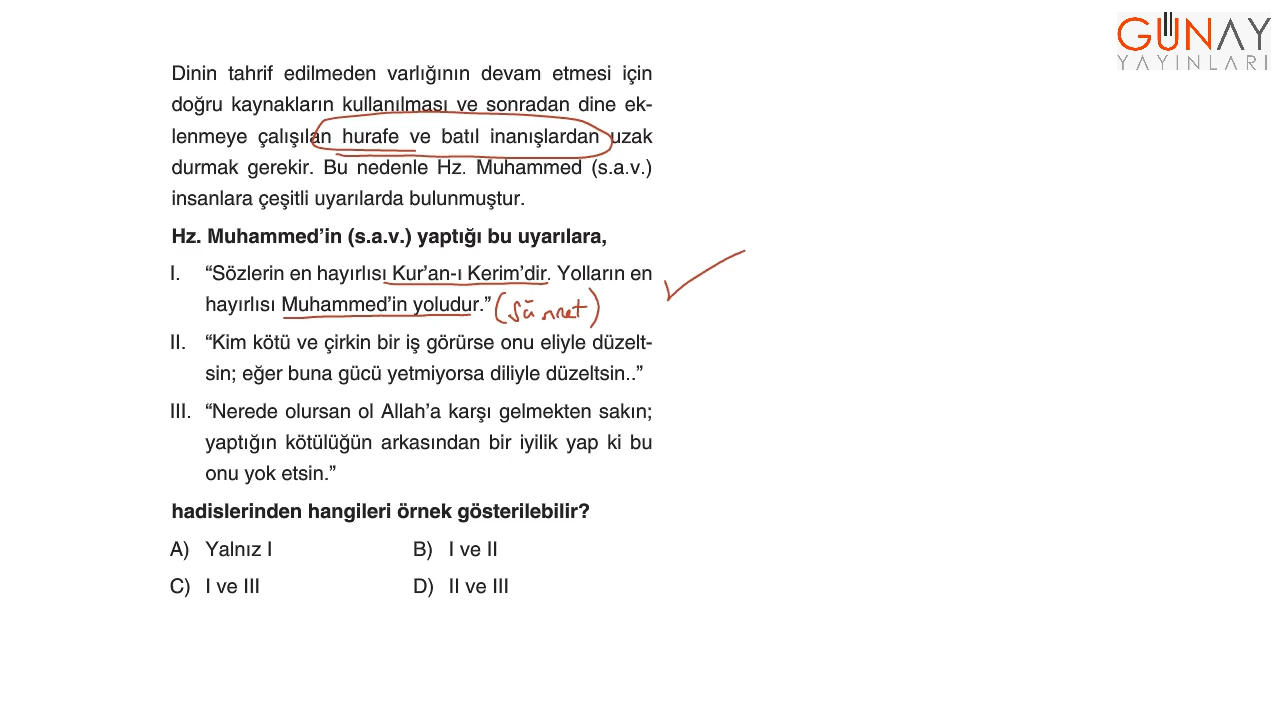 GÜNAY
YAYINLARI
Dinin tahrif edilmeden varlığının devam etmesi için
doğru kaynakların kullanılması ve sonradan dine ek-
lenmeye çalışılan hurafe ve batıl inanışlardan uzak
durmak gerekir. Bu nedenle Hz. Muhammed (s.a.v.)
insanlara çeşitli uyarılarda bulunmuştur.
Hz. Muhammed’in (s.a.v.) yaptığı bu uyarılara,
I. “Sözlerin en hayırlısı Kur’an-ı Kerim’dir. Yolların en
hayırlısı Muhammed’in yoludur.” (Sünnet)
II. “Kim kötü ve çirkin bir iş görürse onu eliyle düzelt-
sin; eğer buna gücü yetmiyorsa diliyle düzeltsin..”
III. “Nerede olursan ol Allah’a karşı gelmekten sakın;
yaptığın kötülüğün arkasından bir iyilik yap ki bu
onu yok etsin.”
hadislerinden hangileri örnek gösterilebilir?
A) Yalnız I B) I ve II
C) I ve III D) II ve III